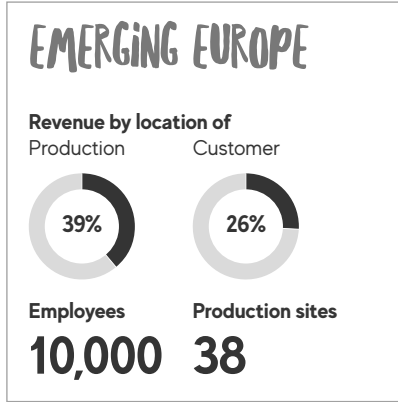 EMERGING EUROPE
Revenue by location of
Production Customer
39% 26%
Employees Production sites
10,000 38